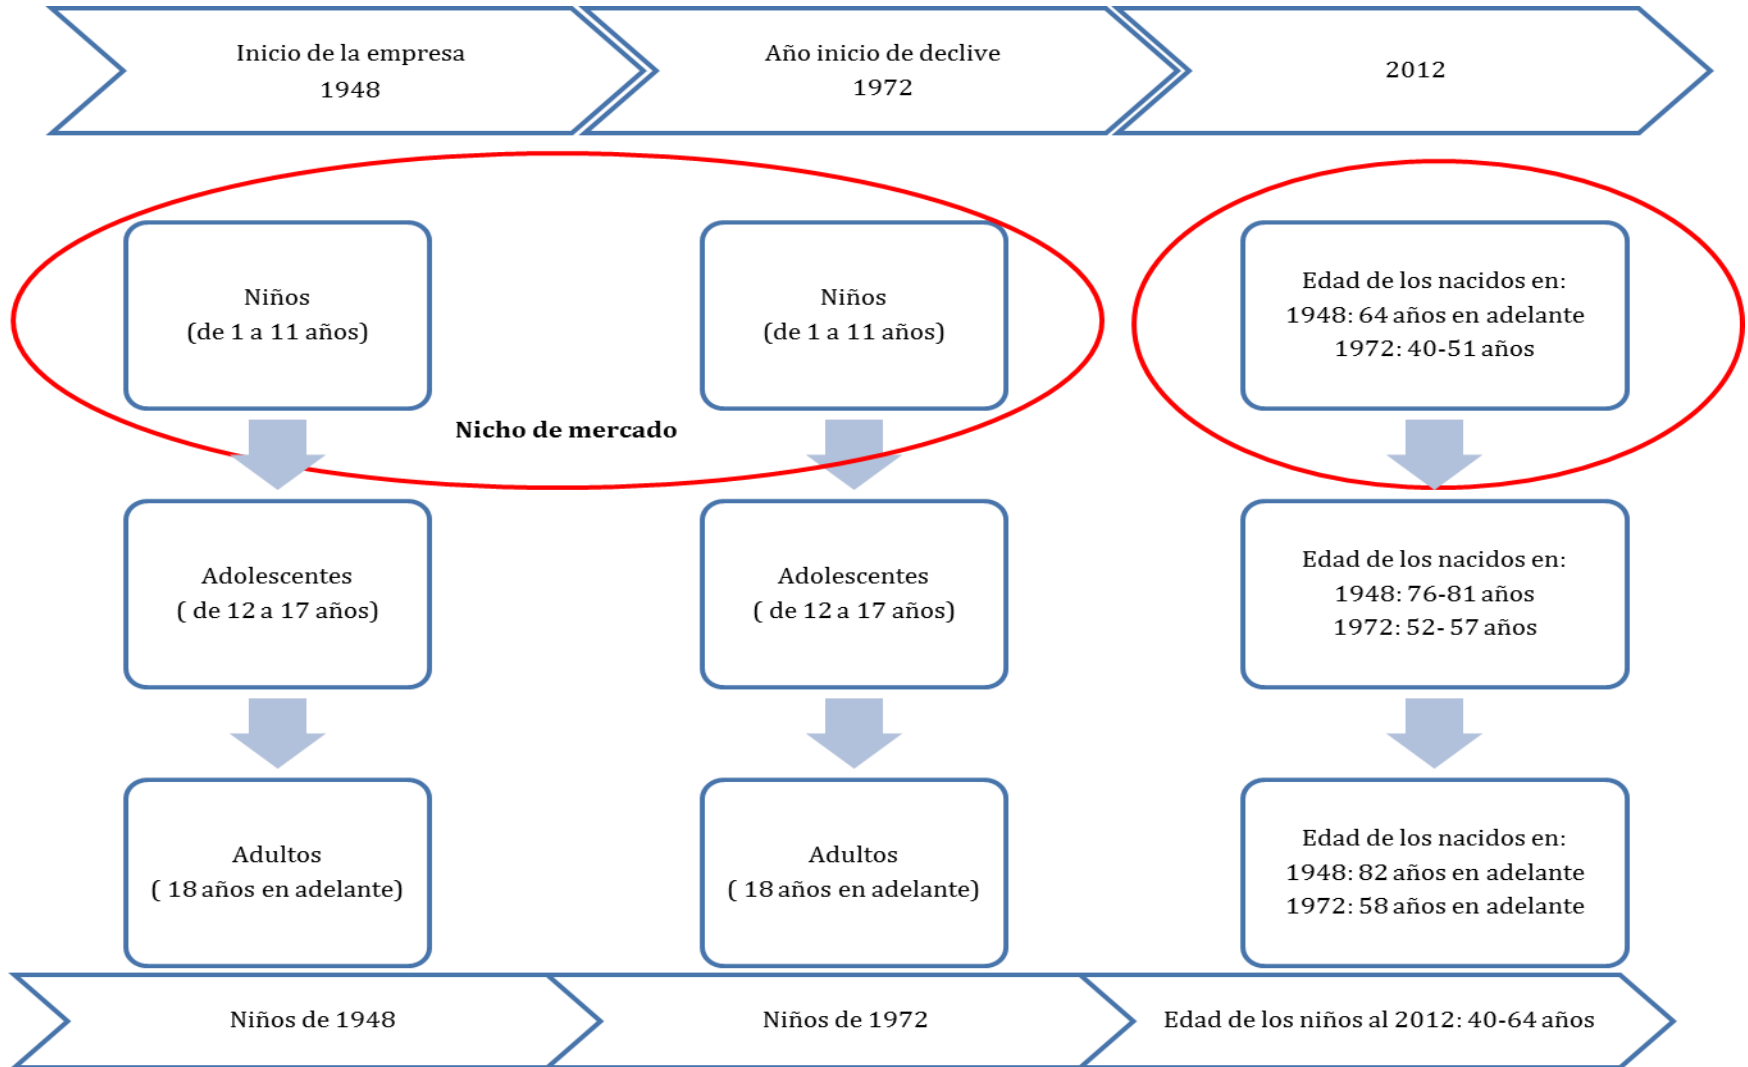 Inicio de la empresa
1948
Año inicio de declive
1972
2012
Niños
(de 1 a 11 años)
Niños
(de 1 a 11 años)
Edad de los nacidos en:
1948: 64 años en adelante
1972: 40-51 años
Nicho de mercado
Adolescentes
( de 12 a 17 años)
Adolescentes
( de 12 a 17 años)
Edad de los nacidos en:
1948: 76-81 años
1972: 52- 57 años
Adultos
( 18 años en adelante)
Adultos
( 18 años en adelante)
Edad de los nacidos en:
1948: 82 años en adelante
1972: 58 años en adelante
Niños de 1948
Niños de 1972
Edad de los niños al 2012: 40-64 años